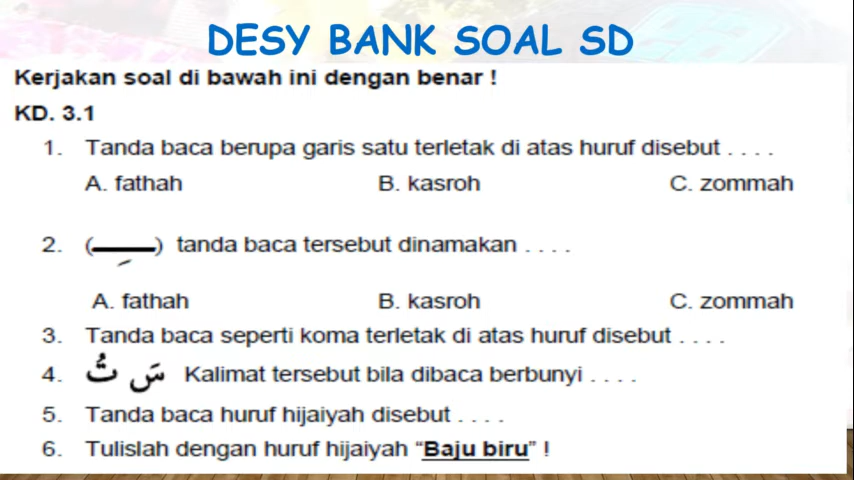 DESY BANK SOAL SD
Kerjakan soal di bawah ini dengan benar !
KD. 3.1
1. Tanda baca berupa garis satu terletak di atas huruf disebut . . . .
A. fathah B. kasroh C. zommah
2. (ـِـ) tanda baca tersebut dinamakan . . . .
A. fathah B. kasroh C. zommah
3. Tanda baca seperti koma terletak di atas huruf disebut . . . .
4. سَ تُ Kalimat tersebut bila dibaca berbunyi . . . .
5. Tanda baca huruf hijaiyah disebut . . . .
6. Tulislah dengan huruf hijaiyah “Baju biru” !